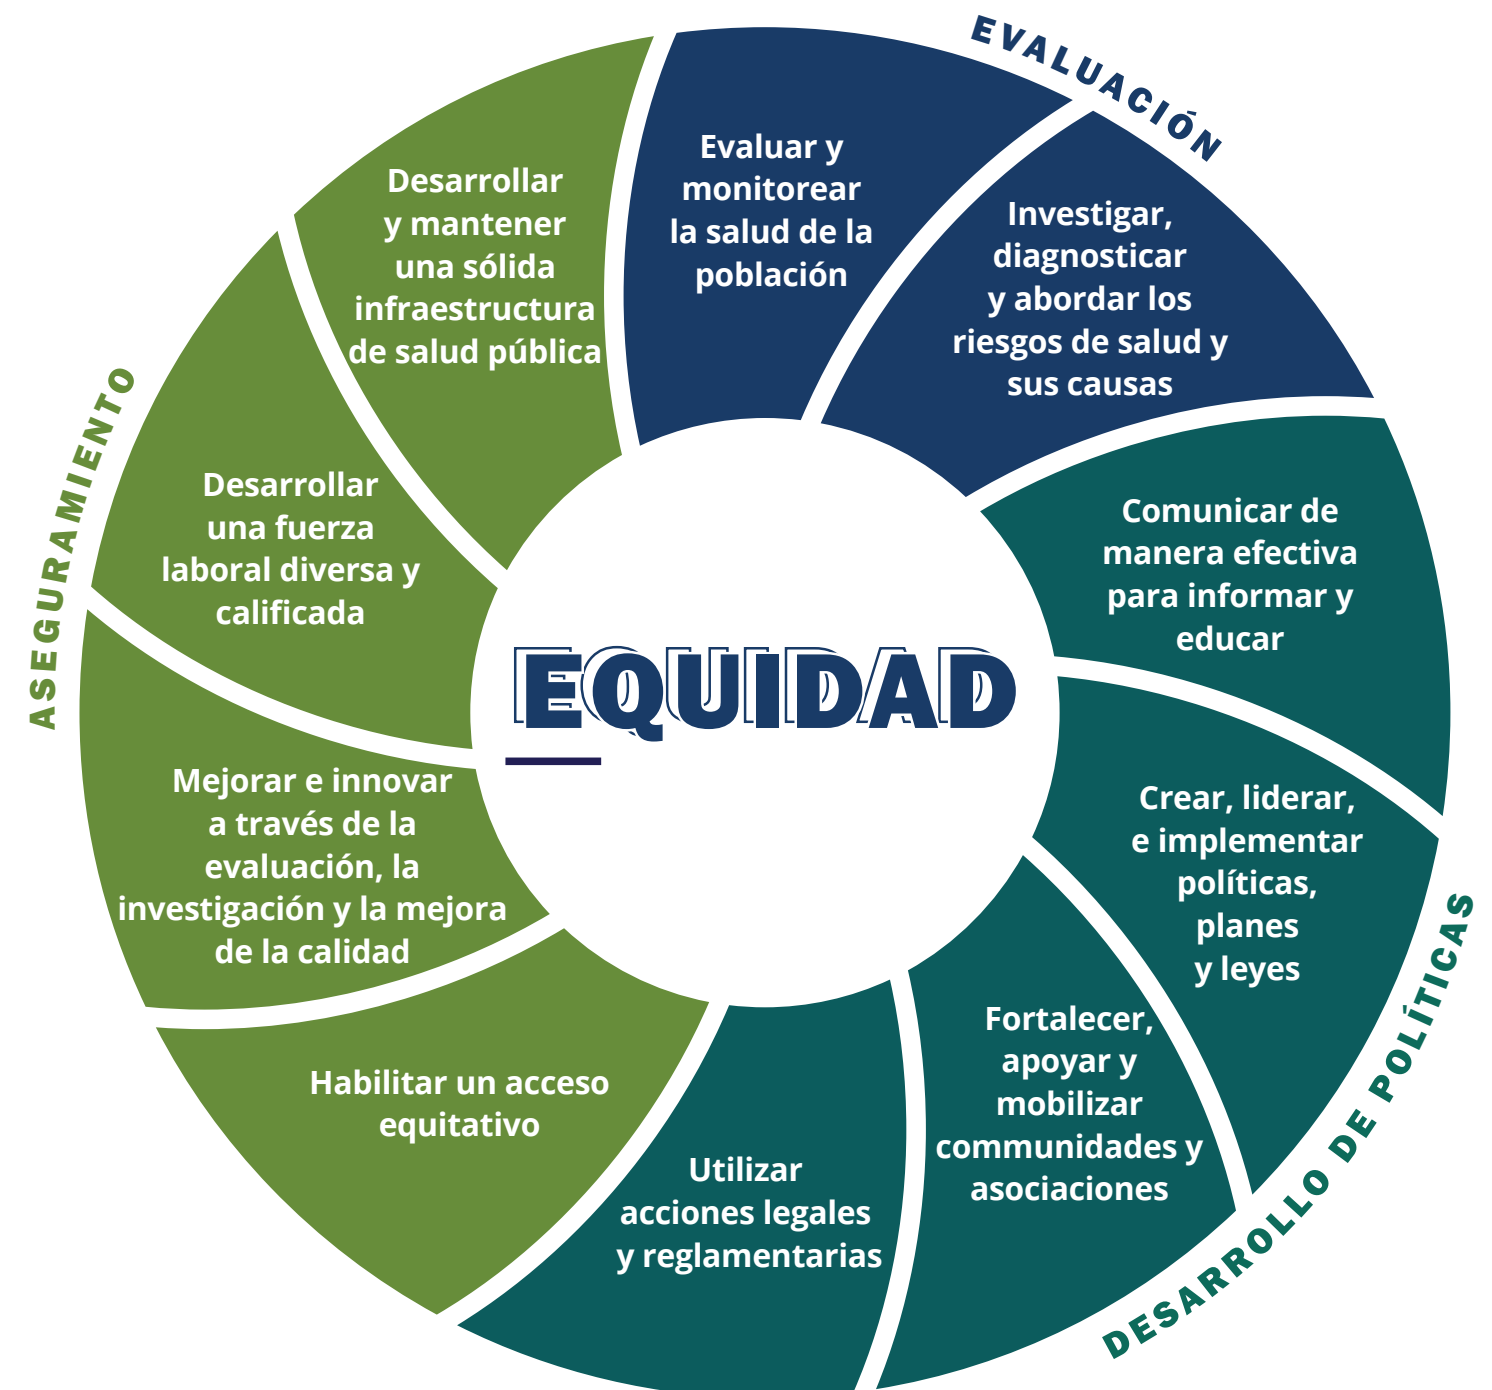 EVALUACIÓN
Evaluar y
monitorear
la salud de la
población
Investigar,
diagnosticar
y abordar los
riesgos de salud y
sus causas
Comunicar de
manera efectiva
para informar y
educar
Crear, liderar,
e implementar
políticas,
planes
y leyes
DESARROLLO DE POLÍTICAS
Fortalecer,
apoyar y
mobilizar
communidades y
asociaciones
Utilizar
acciones legales
y reglamentarias
Habilitar un acceso
equitativo
Mejorar e innovar
a través de la
evaluación, la
investigación y la mejora
de la calidad
ASEGURAMIENTO
Desarrollar
una fuerza
laboral diversa y
calificada
Desarrollar
y mantener
una sólida
infraestructura
de salud pública
EQUIDAD